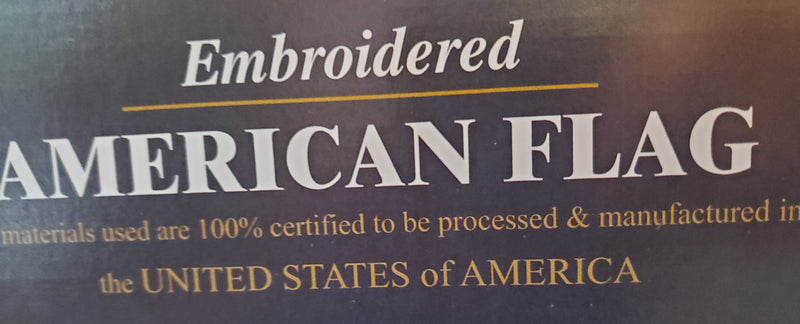 Embroidered
AMERICAN FLAG
materials used are 100% certified to be processed & manufactured in
the UNITED STATES of AMERICA